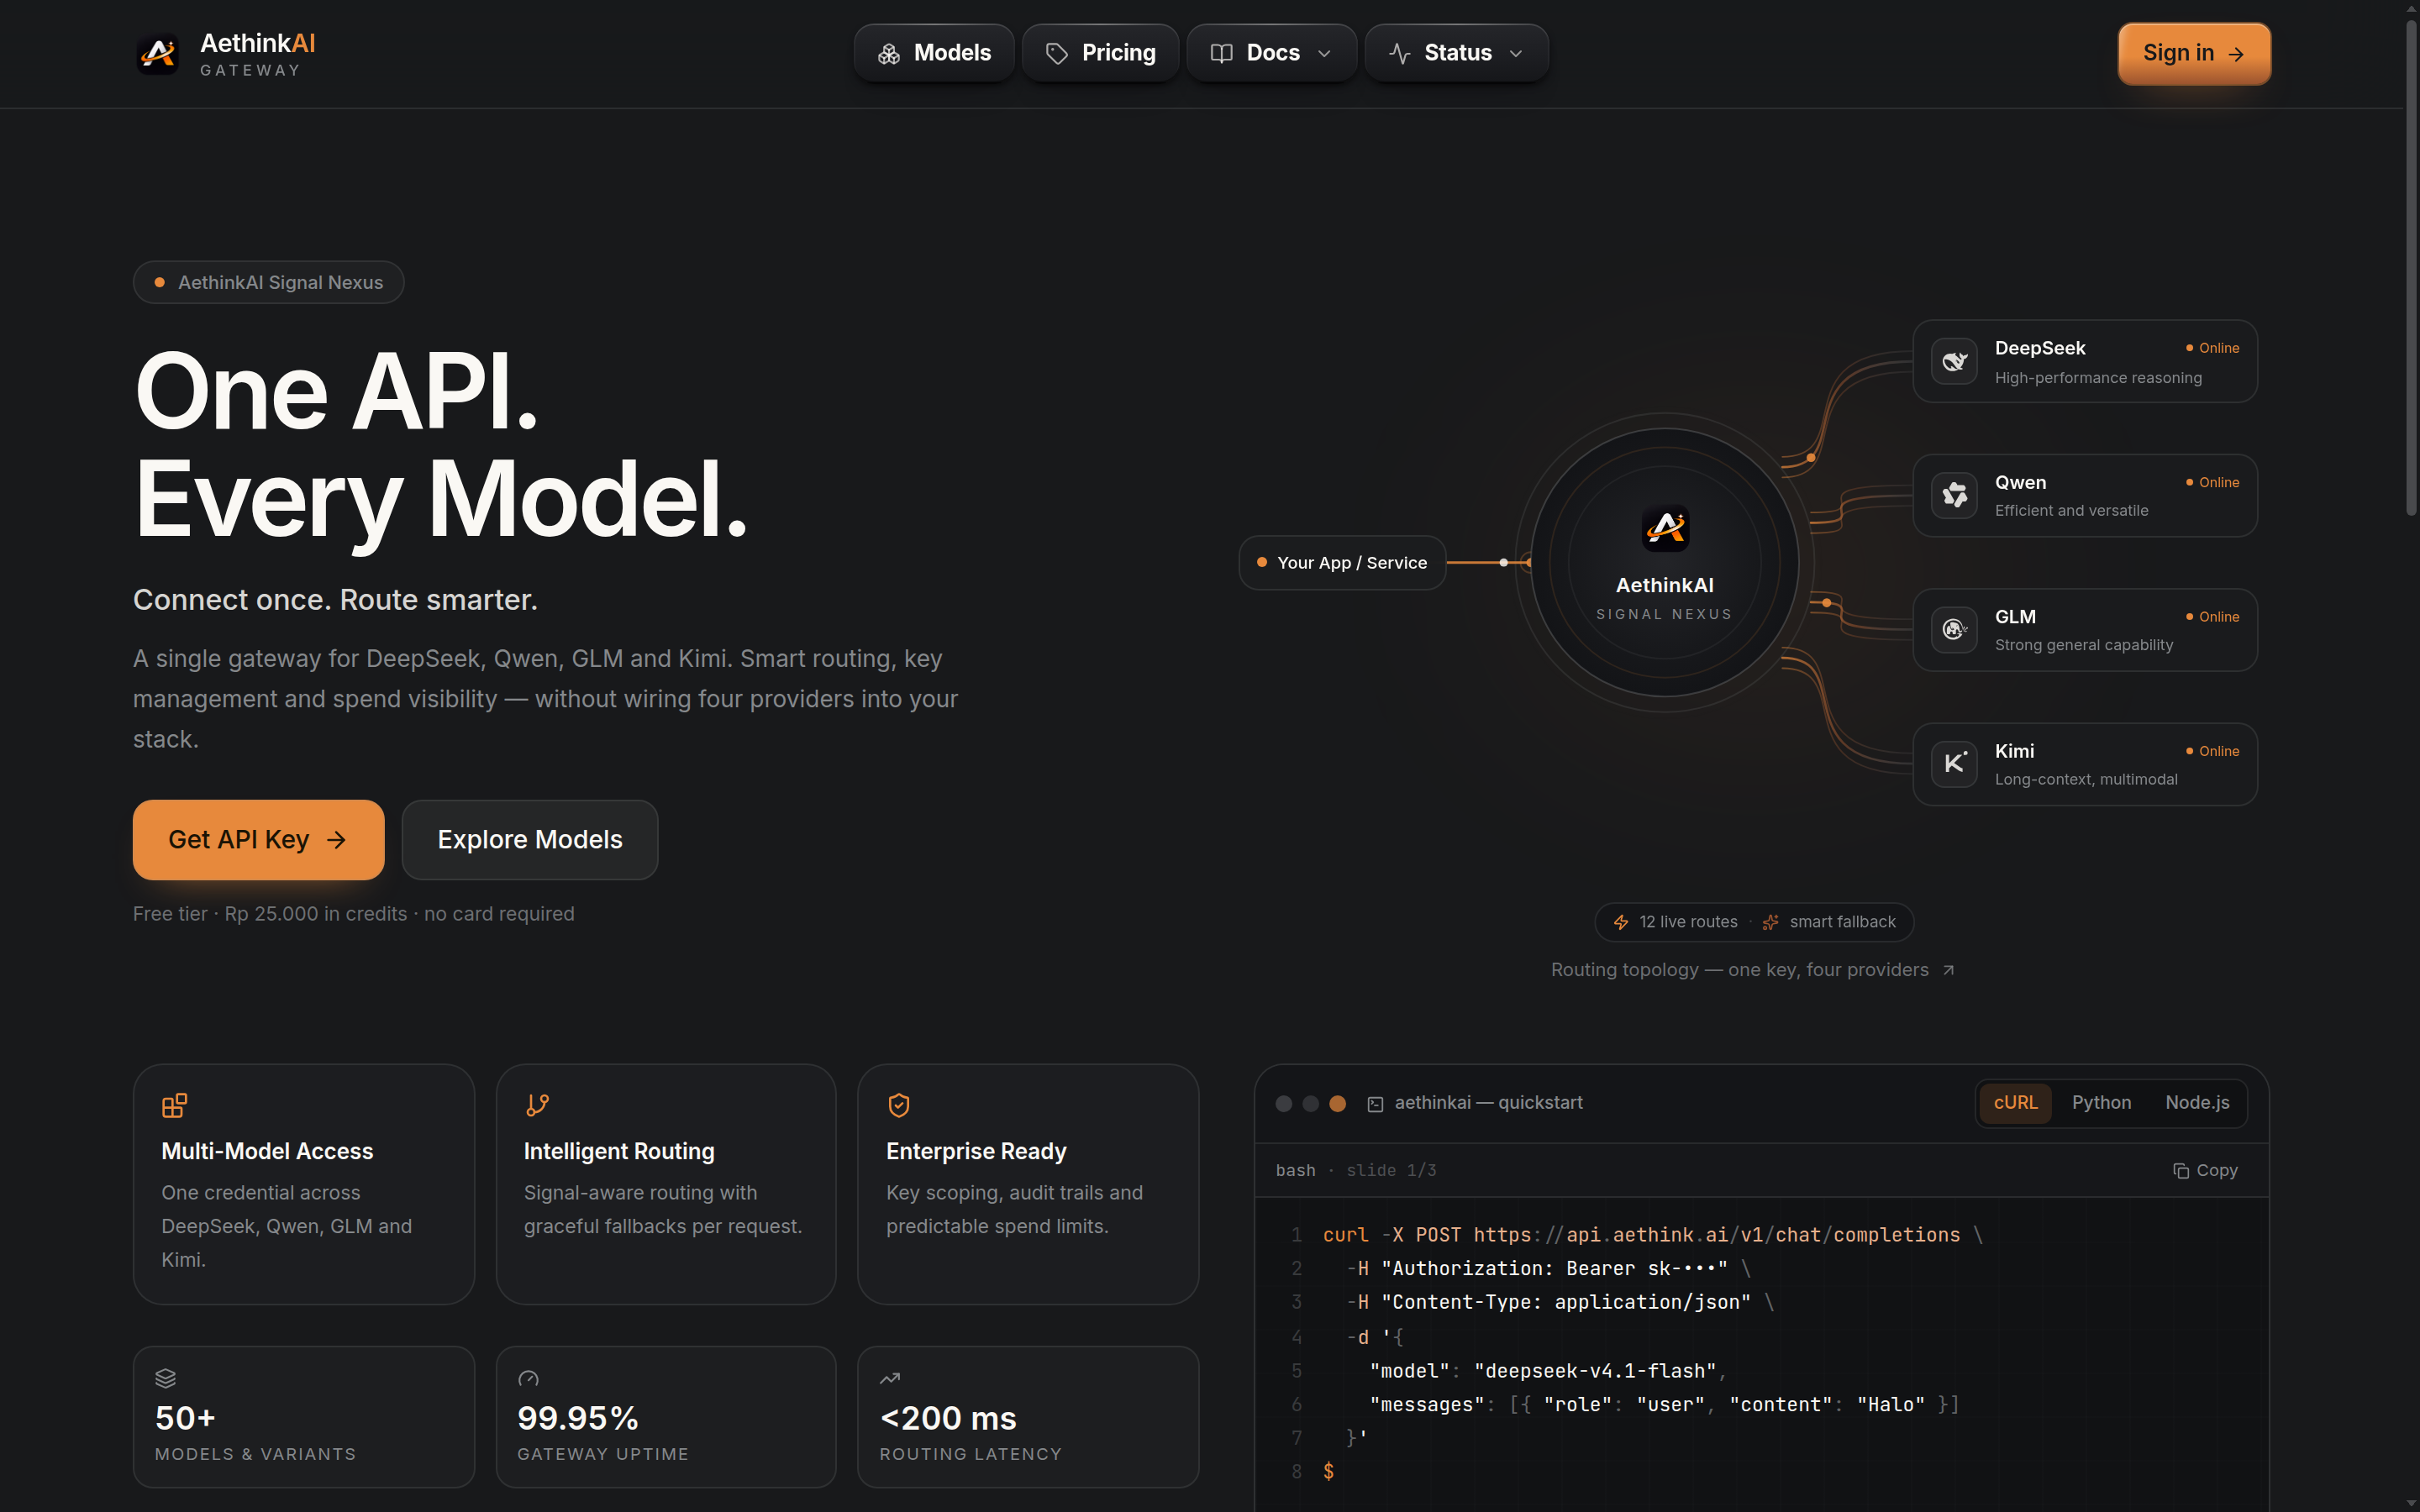 AethinkAI
GATEWAY
Models
Pricing
Docs
Status
Sign in
AethinkAI Signal Nexus
One API.
Every Model.
Connect once. Route smarter.
A single gateway for DeepSeek, Qwen, GLM and Kimi. Smart routing, key
management and spend visibility — without wiring four providers into your
stack.
Get API Key →
Explore Models
Free tier · Rp 25.000 in credits · no card required
Your App / Service
AethinkAI
SIGNAL NEXUS
DeepSeek
Online
High-performance reasoning
Qwen
Online
Efficient and versatile
GLM
Online
Strong general capability
Kimi
Online
Long-context, multimodal
12 live routes · smart fallback
Routing topology — one key, four providers
Multi-Model Access
One credential across
DeepSeek, Qwen, GLM and
Kimi.
Intelligent Routing
Signal-aware routing with
graceful fallbacks per request.
Enterprise Ready
Key scoping, audit trails and
predictable spend limits.
50+
MODELS & VARIANTS
99.95%
GATEWAY UPTIME
<200 ms
ROUTING LATENCY
aethinkai — quickstart
cURL
Python
Node.js
bash · slide 1/3
Copy
1 curl -X POST https://api.aethink.ai/v1/chat/completions \
2 -H "Authorization: Bearer sk-•••" \
3 -H "Content-Type: application/json" \
4 -d '{
5 "model": "deepseek-v4.1-flash",
6 "messages": [{ "role": "user", "content": "Halo" }]
7 }'
8 $